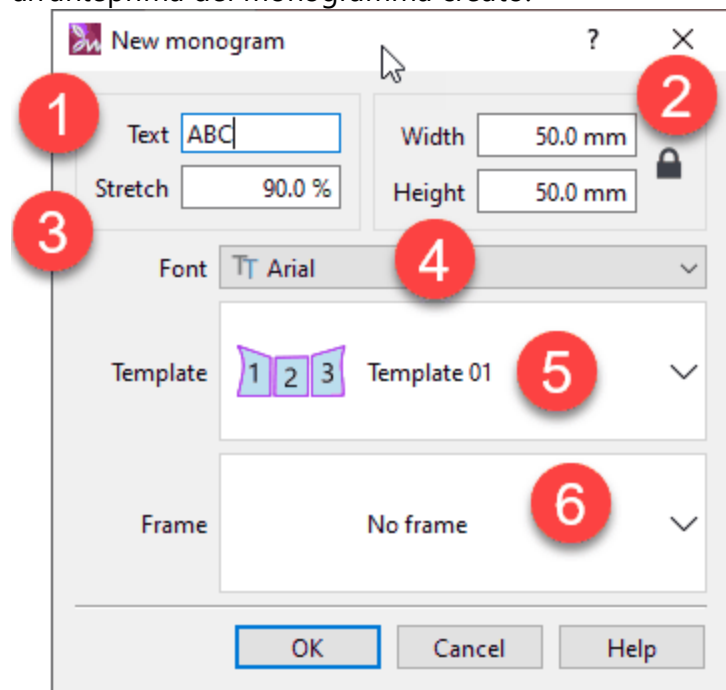 New monogram ?
1
2
Text ABC
Width 50.0 mm
Stretch 90.0 %
Height 50.0 mm
3
4
Font TT Arial
Template 1 2 3 Template 01 5
6
Frame No frame
OK Cancel Help